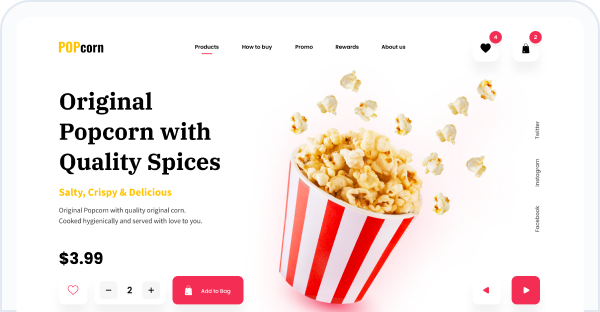 POPcorn
Products How to buy Promo Rewards About us
4
2
Original
Popcorn with
Quality Spices
Salty, Crispy & Delicious
Original Popcorn with quality original corn.
Cooked hygienically and served with love to you.
$3.99
2
Add to Bag
Twitter
Instagram
Facebook